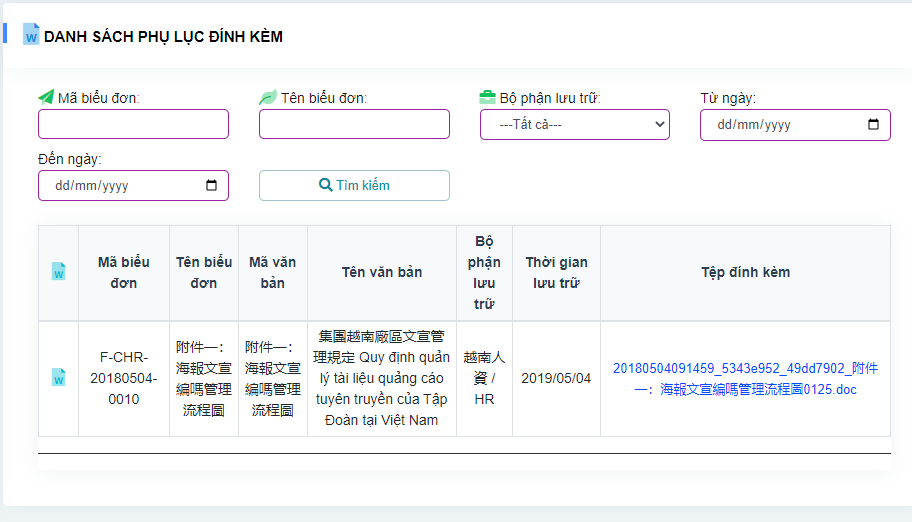 DANH SÁCH PHỤ LỤC ĐÍNH KÈM
Mã biểu đơn:
Tên biểu đơn:
Bộ phận lưu trữ:
Từ ngày:
---Tất cả---
dd/mm/yyyy
Đến ngày:
dd/mm/yyyy
Tìm kiếm
Mã biểu
đơn
Tên biểu
đơn
Mã văn
bản
Tên văn bản
Bộ
phận
lưu
trữ
Thời gian
lưu trữ
Tệp đính kèm
F-CHR-
20180504-
0010
附件一：
海報文宣
編嗎管理
流程圖
附件一：
海報文宣
編嗎管理
流程圖
集團越南廠區文宣管
理規定 Quy định quản
lý tài liệu quảng cáo
tuyên truyền của Tập
Đoàn tại Việt Nam
越南人
資 /
HR
2019/05/04
20180504091459_5343e952_49dd7902_附件
一：海報文宣編嗎管理流程圖0125.doc